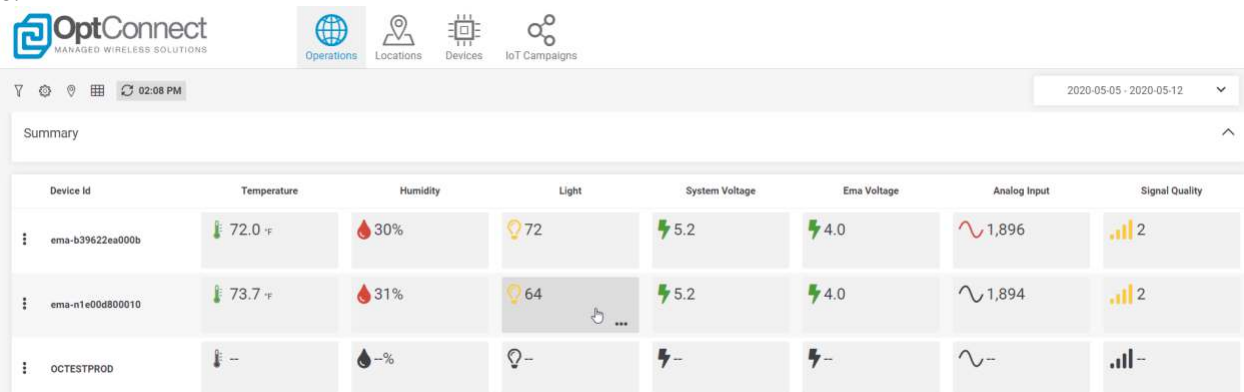 OptConnect
MANAGED WIRELESS SOLUTIONS
Operations Locations Devices IoT Campaigns
02:08 PM 2020-05-05 - 2020-05-12
Summary
Device Id Temperature Humidity Light System Voltage Ema Voltage Analog Input Signal Quality
ema-b39622ea000b 72.0 °F 30% 72 5.2 4.0 1,896 2
ema-n1e00d800010 73.7 °F 31% 64 5.2 4.0 1,894 2
...
OCTESTPROD -- --% -- -- -- -- --